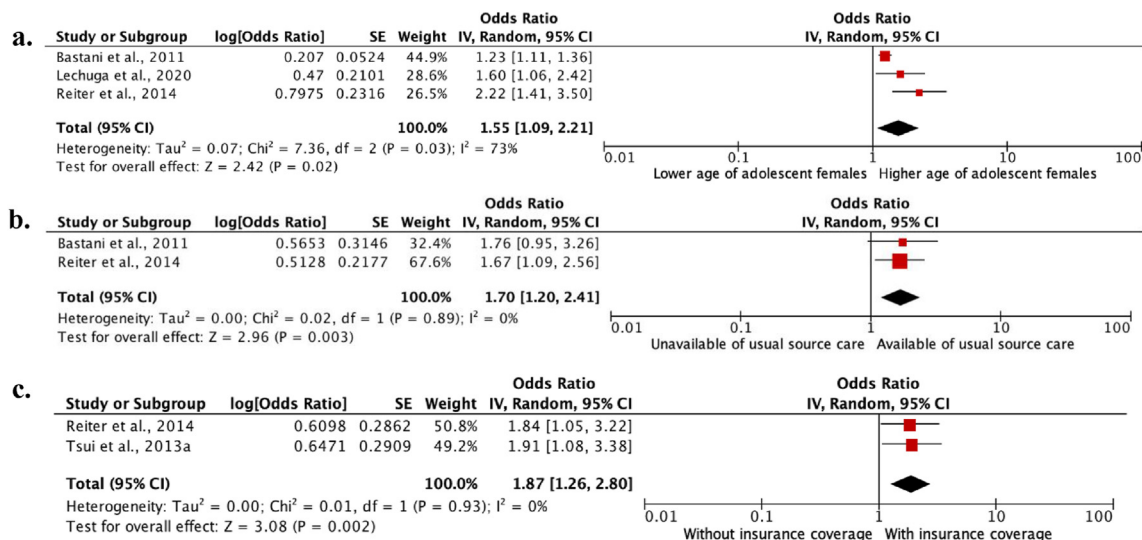 a.
Odds Ratio Odds Ratio
Study or Subgroup log[Odds Ratio] SE Weight IV, Random, 95% CI IV, Random, 95% CI
Bastani et al., 2011 0.207 0.0524 44.9% 1.23 [1.11, 1.36]
Lechuga et al., 2020 0.47 0.2101 28.6% 1.60 [1.06, 2.42]
Reiter et al., 2014 0.7975 0.2316 26.5% 2.22 [1.41, 3.50]
Total (95% CI) 100.0% 1.55 [1.09, 2.21]
Heterogeneity: Tau² = 0.07; Chi² = 7.36, df = 2 (P = 0.03); I² = 73%
Test for overall effect: Z = 2.42 (P = 0.02)
0.01 0.1 1 10 100
Lower age of adolescent females Higher age of adolescent females
b.
Odds Ratio Odds Ratio
Study or Subgroup log[Odds Ratio] SE Weight IV, Random, 95% CI IV, Random, 95% CI
Bastani et al., 2011 0.5653 0.3146 32.4% 1.76 [0.95, 3.26]
Reiter et al., 2014 0.5128 0.2177 67.6% 1.67 [1.09, 2.56]
Total (95% CI) 100.0% 1.70 [1.20, 2.41]
Heterogeneity: Tau² = 0.00; Chi² = 0.02, df = 1 (P = 0.89); I² = 0%
Test for overall effect: Z = 2.96 (P = 0.003)
0.01 0.1 1 10 100
Unavailable of usual source care Available of usual source care
c.
Odds Ratio Odds Ratio
Study or Subgroup log[Odds Ratio] SE Weight IV, Random, 95% CI IV, Random, 95% CI
Reiter et al., 2014 0.6098 0.2862 50.8% 1.84 [1.05, 3.22]
Tsui et al., 2013a 0.6471 0.2909 49.2% 1.91 [1.08, 3.38]
Total (95% CI) 100.0% 1.87 [1.26, 2.80]
Heterogeneity: Tau² = 0.00; Chi² = 0.01, df = 1 (P = 0.93); I² = 0%
Test for overall effect: Z = 3.08 (P = 0.002)
0.01 0.1 1 10 100
Without insurance coverage With insurance coverage